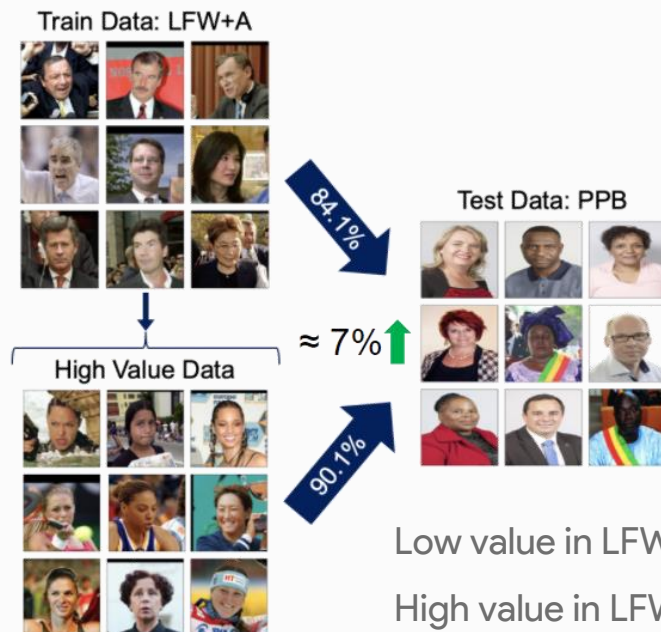 Train Data: LFW+A
84.1%
Test Data: PPB
≈ 7%
High Value Data
90.1%
Low value in LFW
High value in LFW